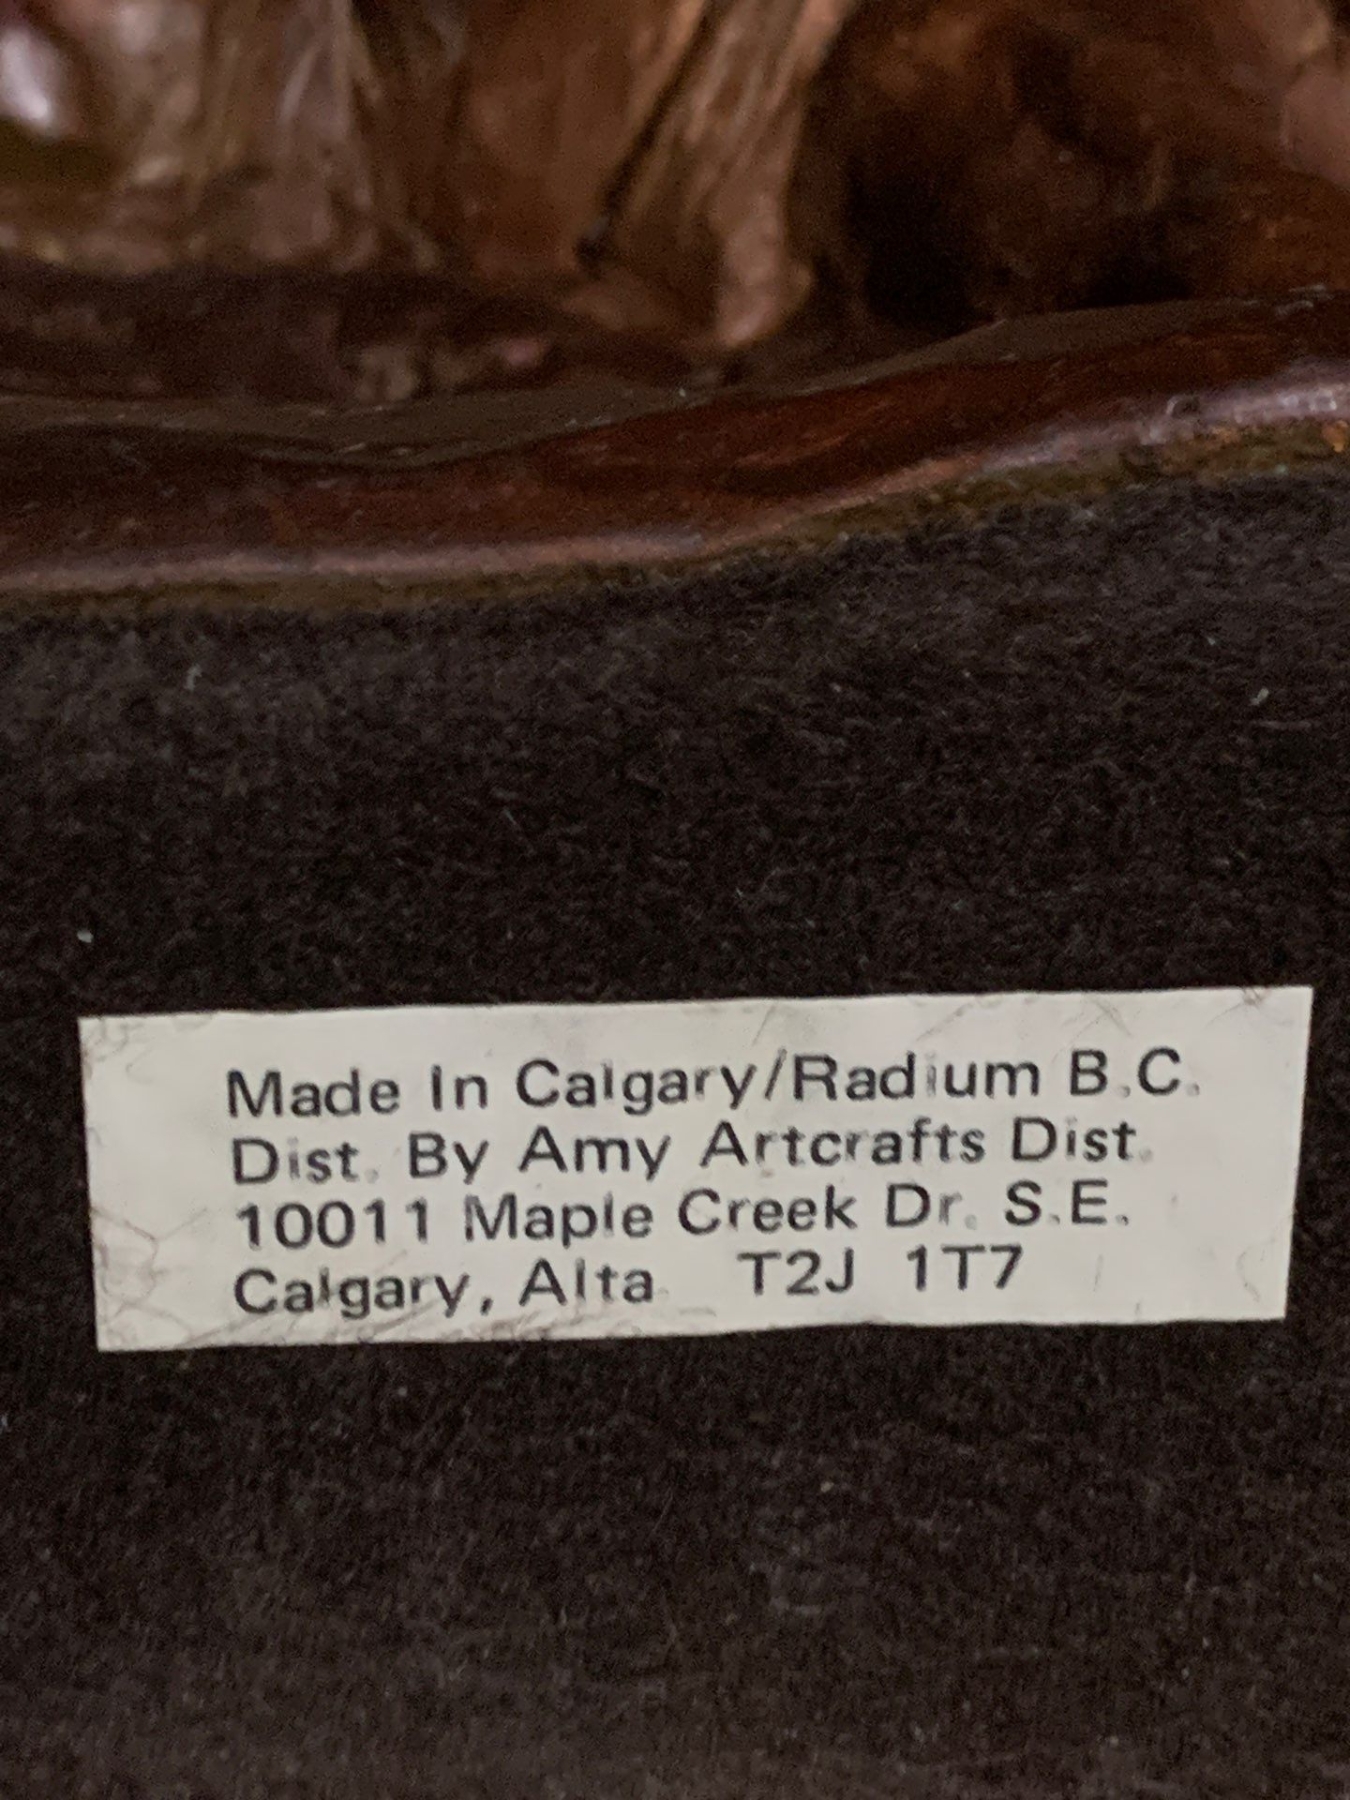 Made In Calgary/Radium B.C.
Dist. By Amy Artcrafts Dist.
10011 Maple Creek Dr. S.E.
Calgary, Alta. T2J 1T7